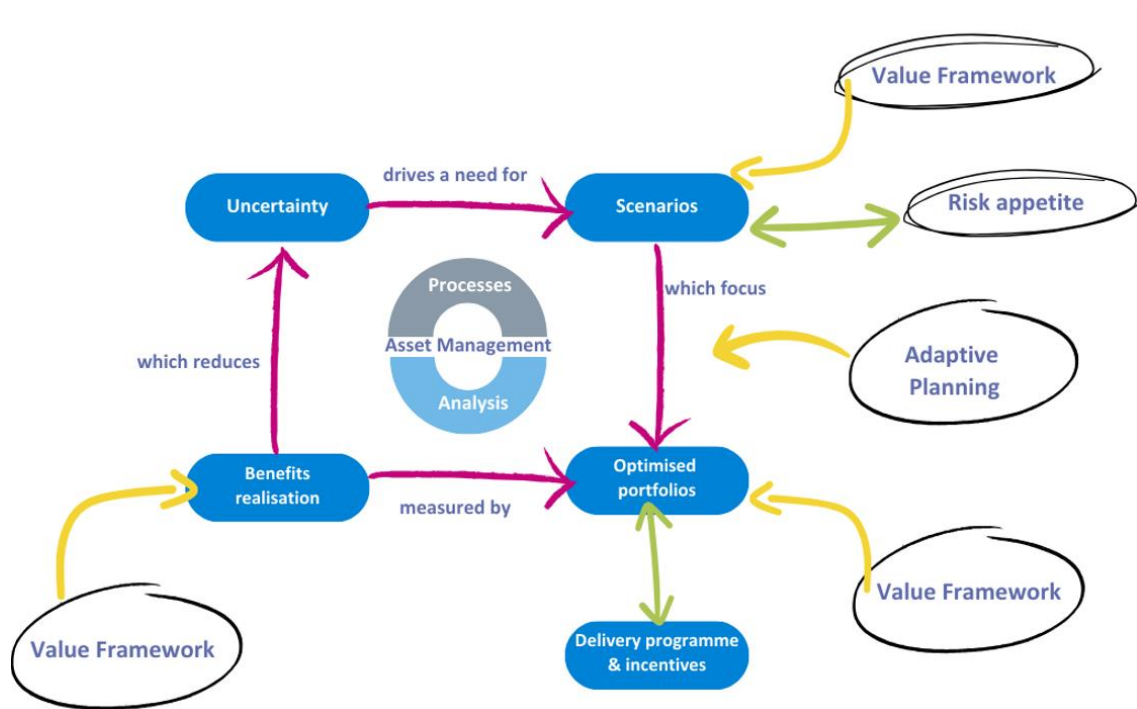 Value Framework
drives a need for
Uncertainty
Scenarios
Risk appetite
Processes
which focus
Asset Management
which reduces
Adaptive
Planning
Analysis
Benefits
realisation
Optimised
portfolios
measured by
Value Framework
Delivery programme
& incentives
Value Framework